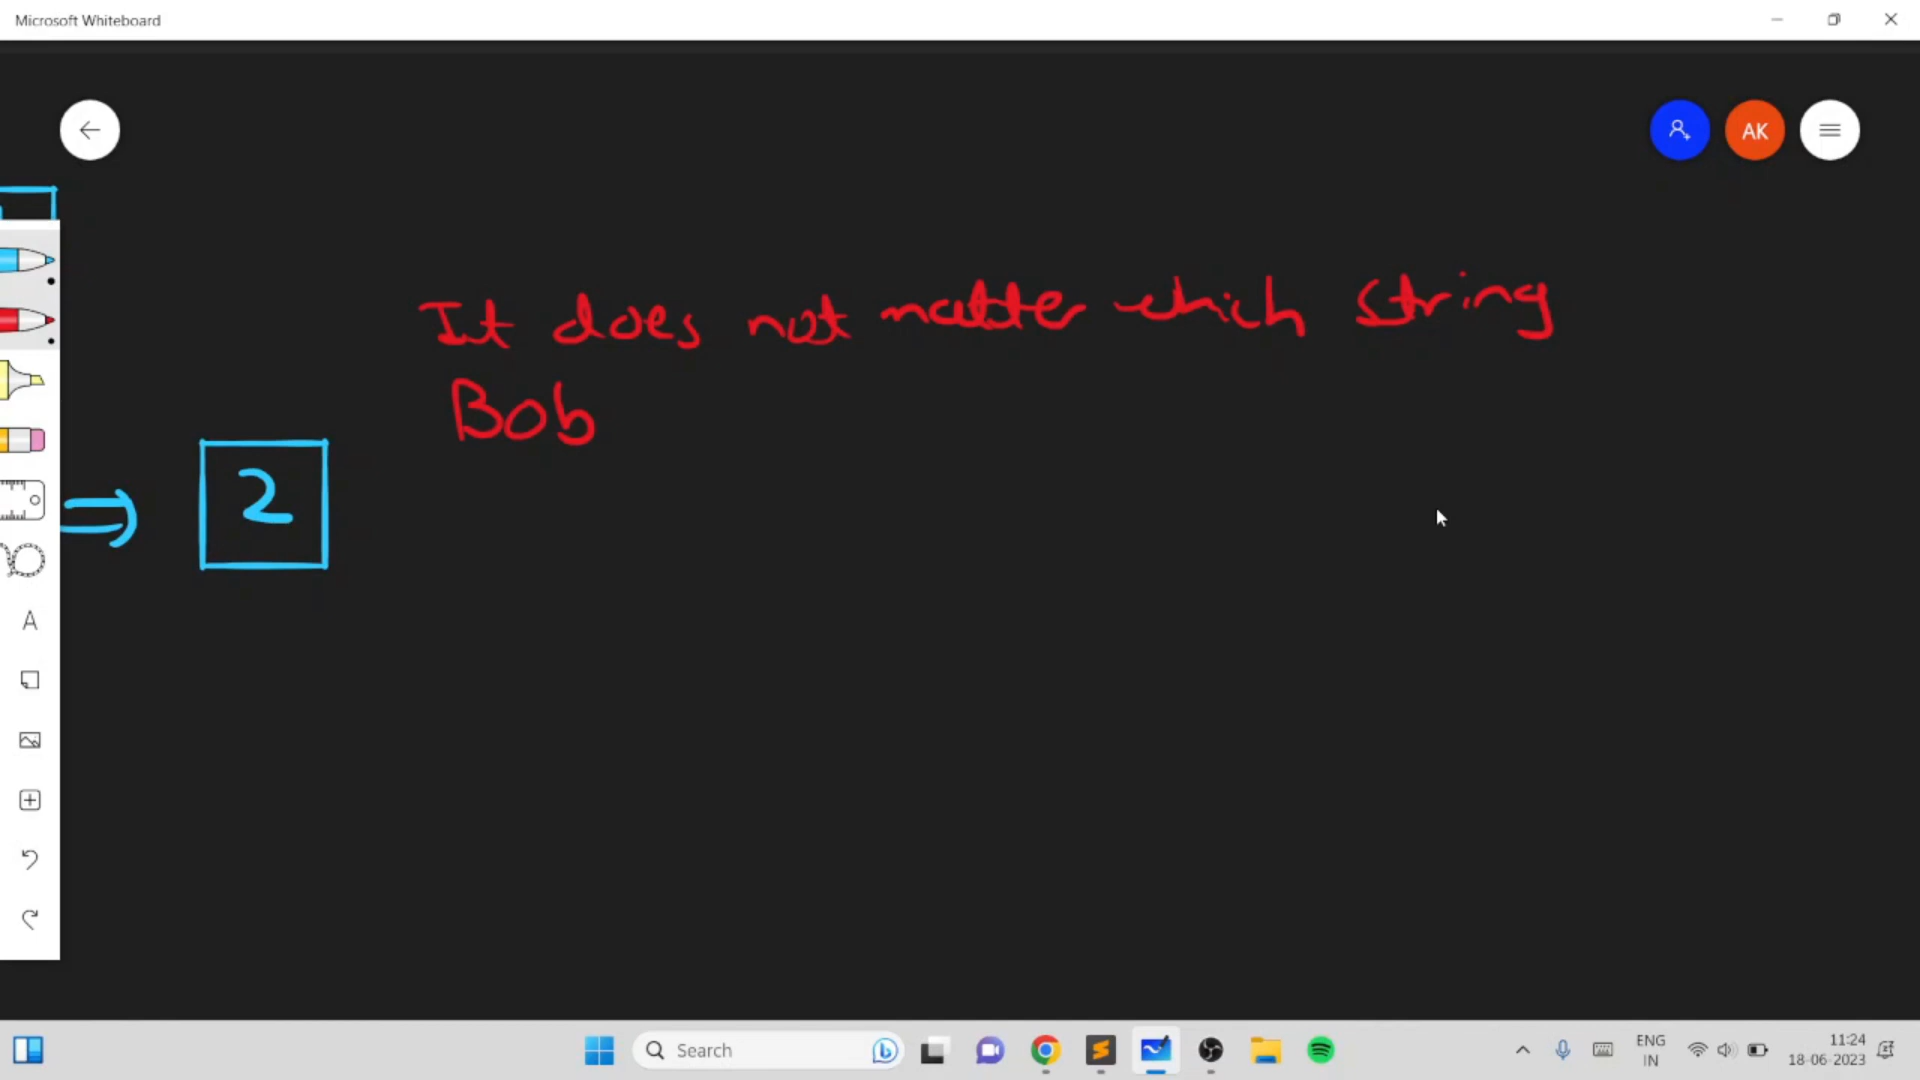 Microsoft Whiteboard
AK
It does not matter which string
Bob
2
A
Search
ENG
IN
11:24
18-06-2023